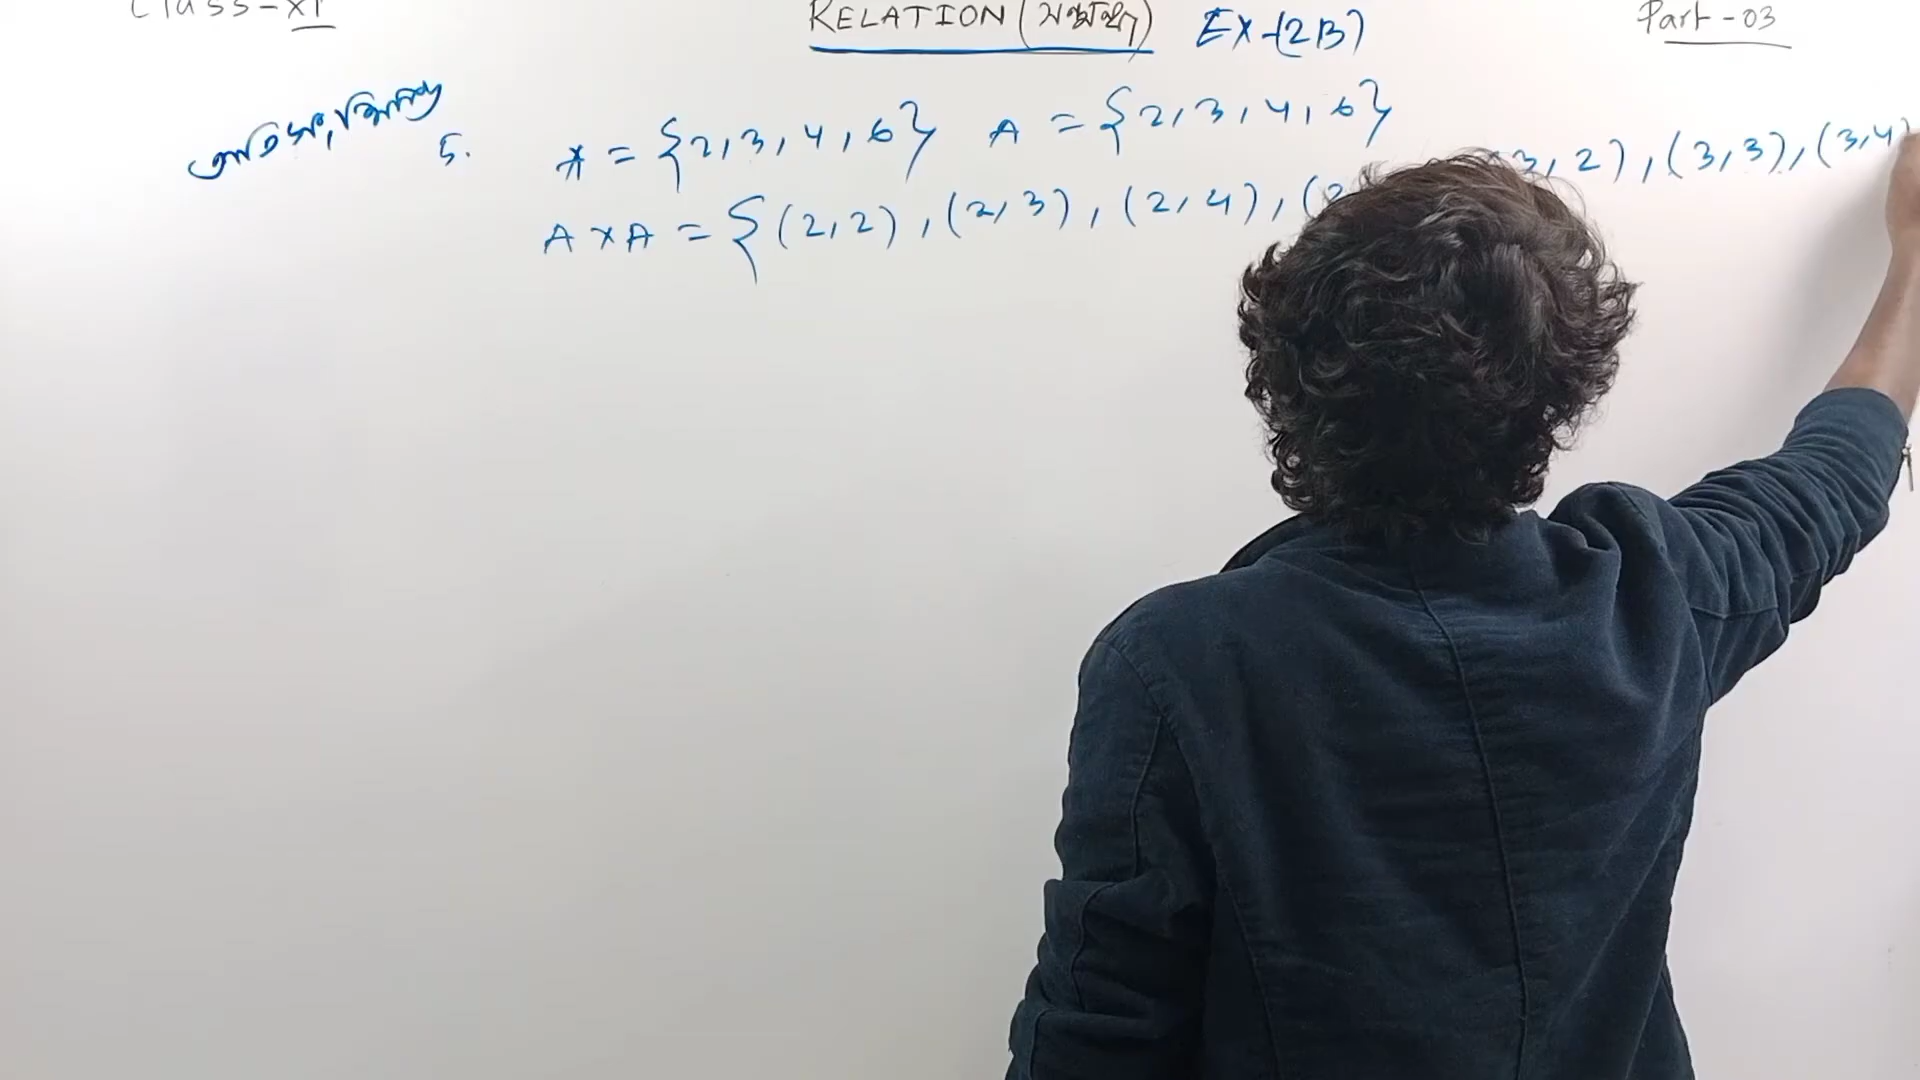 Class-XI
RELATION (সম্বন্ধ) EX-(2B)
Part-03
5. A = {2,3,4,6} A = {2,3,4,6}
A×A = {(2,2), (2,3), (2,4), (2 3,2), (3,3), (3,4)